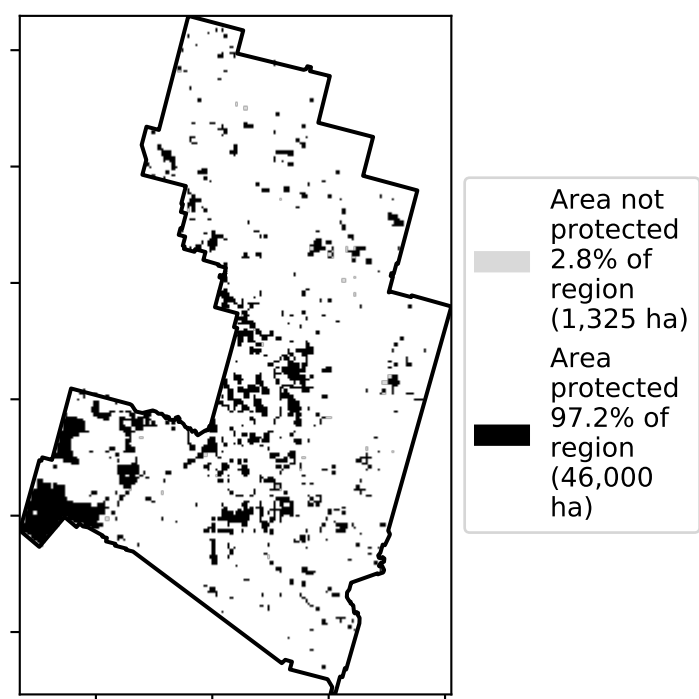 Area not
protected
2.8% of
region
(1,325 ha)
Area
protected
97.2% of
region
(46,000
ha)